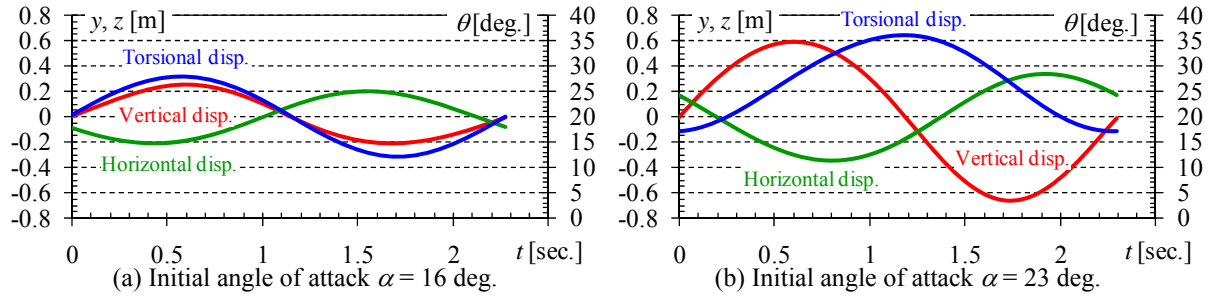 y, z [m]
θ[deg.]
0.8
0.6
0.4
0.2
0
-0.2
-0.4
-0.6
-0.8
40
35
30
25
20
15
10
5
0
Torsional disp.
Vertical disp.
Horizontal disp.
0 0.5 1 1.5 2 t [sec.]
(a) Initial angle of attack α = 16 deg.
y, z [m]
θ[deg.]
0.8
0.6
0.4
0.2
0
-0.2
-0.4
-0.6
-0.8
40
35
30
25
20
15
10
5
0
Torsional disp.
Vertical disp.
Horizontal disp.
0 0.5 1 1.5 2 t [sec.]
(b) Initial angle of attack α = 23 deg.